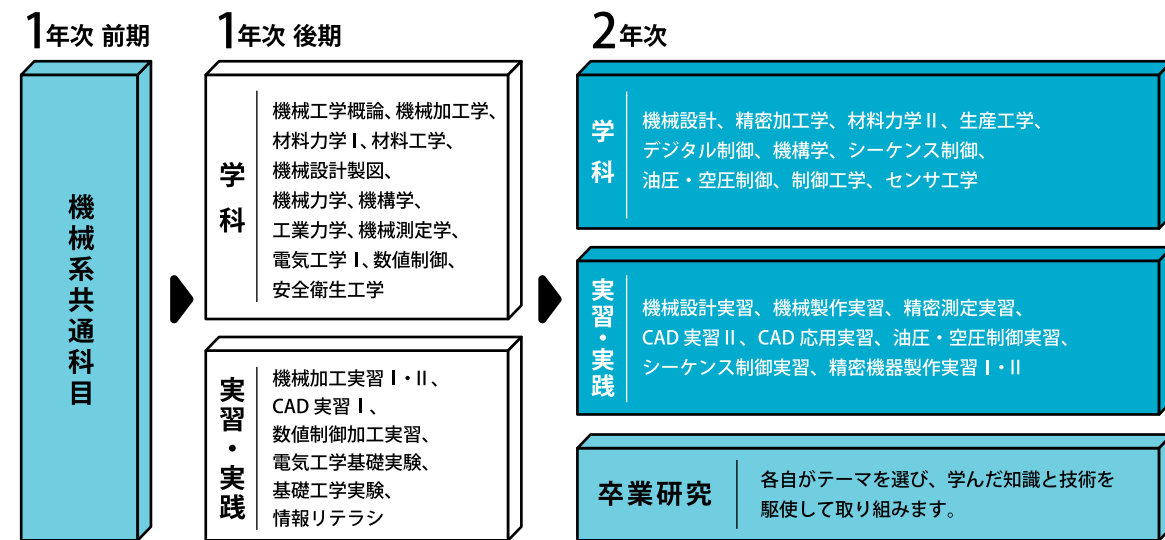 1年次 前期
機械系共通科目
1年次 後期
学科
機械工学概論、機械加工学、
材料力学Ⅰ、材料工学、
機械設計製図、
機械力学、機構学、
工業力学、機械測定学、
電気工学Ⅰ、数値制御、
安全衛生工学
実習・実践
機械加工実習Ⅰ・Ⅱ、
CAD 実習Ⅰ、
数値制御加工実習、
電気工学基礎実験、
基礎工学実験、
情報リテラシ
2年次
学科
機械設計、精密加工学、材料力学Ⅱ、生産工学、
デジタル制御、機構学、シーケンス制御、
油圧・空圧制御、制御工学、センサ工学
実習・実践
機械設計実習、機械製作実習、精密測定実習、
CAD 実習Ⅱ、CAD 応用実習、油圧・空圧制御実習、
シーケンス制御実習、精密機器製作実習Ⅰ・Ⅱ
卒業研究
各自がテーマを選び、学んだ知識と技術を
駆使して取り組みます。